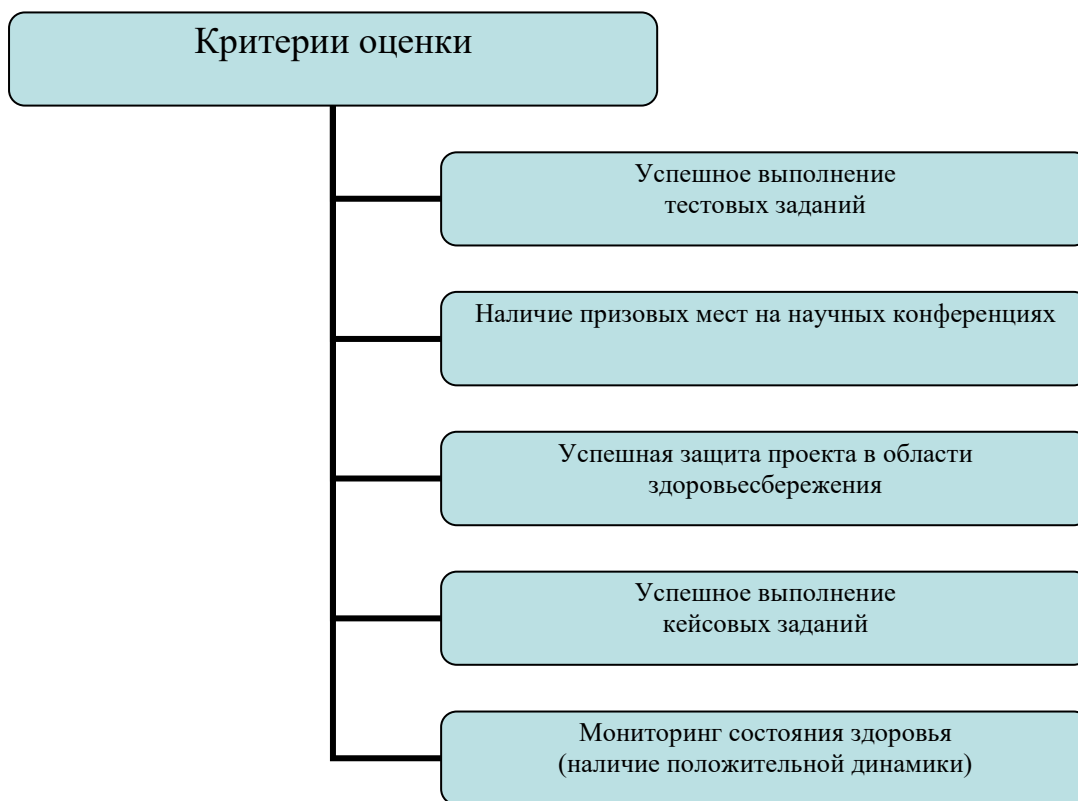 Критерии оценки
Успешное выполнение
тестовых заданий
Наличие призовых мест на научных конференциях
Успешная защита проекта в области
здоровьесбережения
Успешное выполнение
кейсовых заданий
Мониторинг состояния здоровья
(наличие положительной динамики)